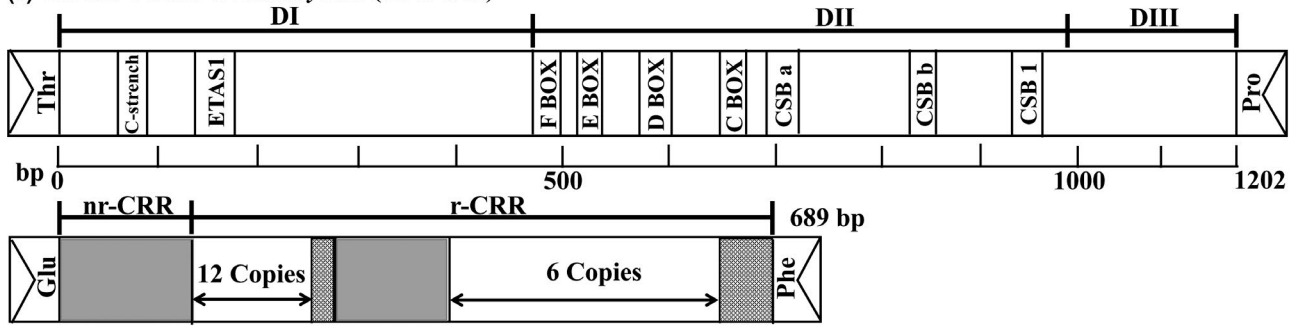 DI DII DIII
Thr C-strench ETAS1 F BOX E BOX D BOX C BOX CSB a CSB b CSB 1 Pro
bp 0 500 1000 1202
nr-CRR r-CRR 689 bp
Glu 12 Copies 6 Copies Phe